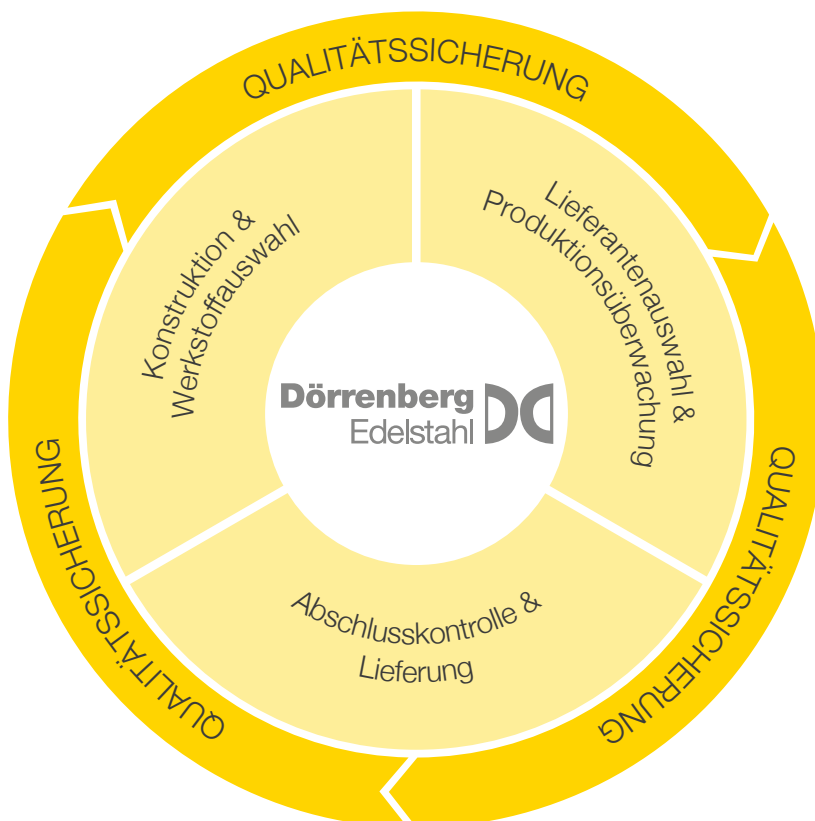 QUALITÄTSSICHERUNG
Konstruktion &
Werkstoffauswahl
Lieferantenauswahl &
Produktionsüberwachung
Dörrenberg
Edelstahl
QUALITÄTSSICHERUNG
QUALITÄTSSICHERUNG
Abschlusskontrolle &
Lieferung